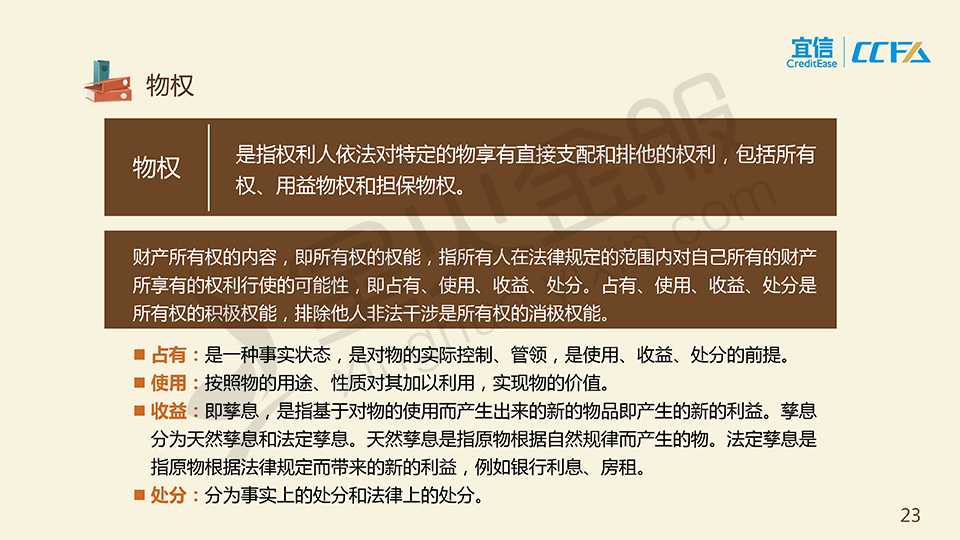 宜信
CreditEase
CCFA
物权
物权
是指权利人依法对特定的物享有直接支配和排他的权利，包括所有
权、用益物权和担保物权。
财产所有权的内容，即所有权的权能，指所有人在法律规定的范围内对自己所有的财产
所享有的权利行使的可能性，即占有、使用、收益、处分。占有、使用、收益、处分是
所有权的积极权能，排除他人非法干涉是所有权的消极权能。
占有：是一种事实状态，是对物的实际控制、管领，是使用、收益、处分的前提。
使用：按照物的用途、性质对其加以利用，实现物的价值。
收益：即孳息，是指基于对物的使用而产生出来的新的物品即产生的新的利益。孳息
分为天然孳息和法定孳息。天然孳息是指原物根据自然规律而产生的物。法定孳息是
指原物根据法律规定而带来的新的利益，例如银行利息、房租。
处分：分为事实上的处分和法律上的处分。
23